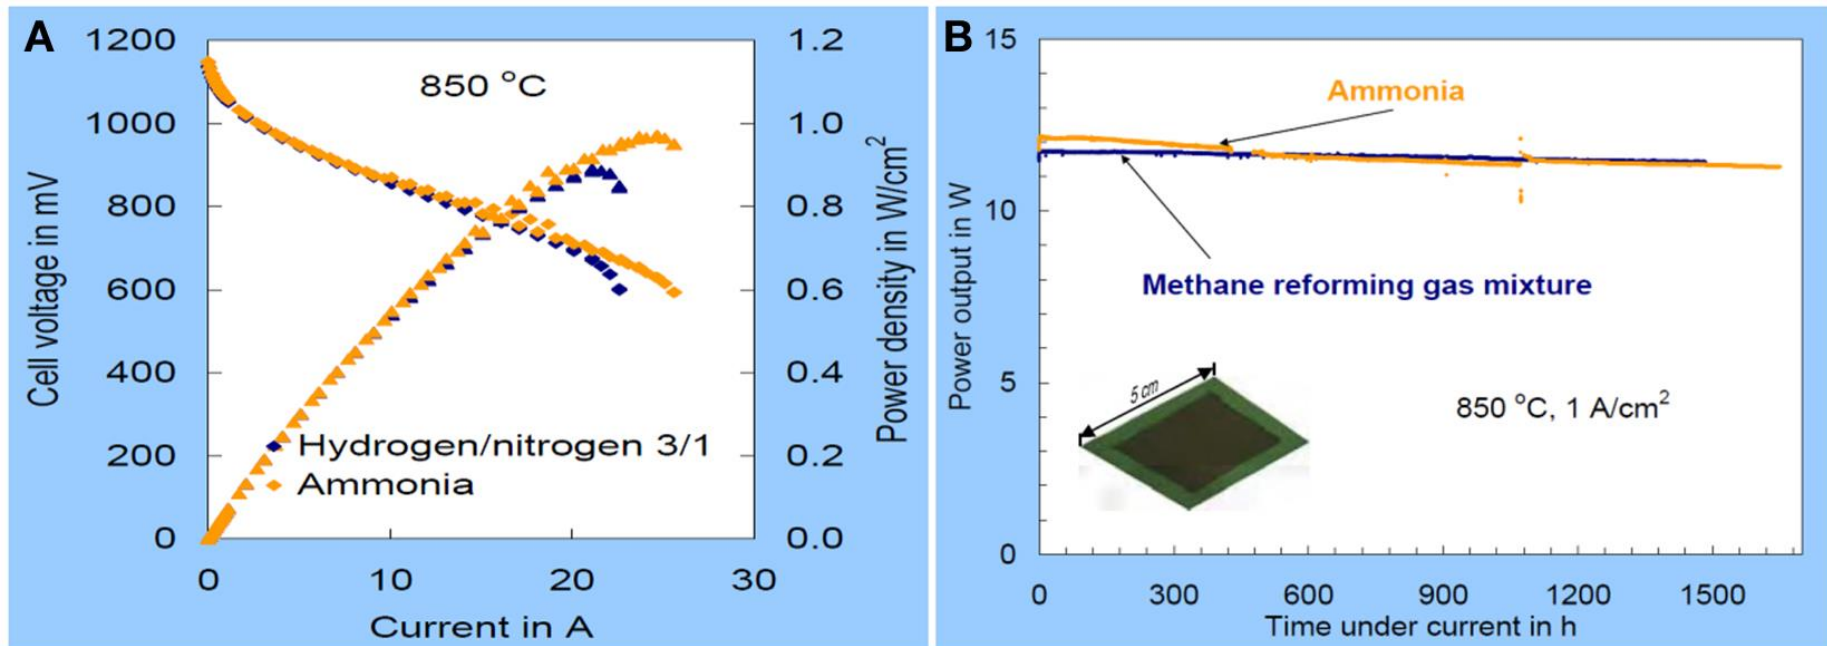 A
1200
1000
800
600
400
200
0
Cell voltage in mV
850 °C
Hydrogen/nitrogen 3/1
Ammonia
1.2
1.0
0.8
0.6
0.4
0.2
0.0
Power density in W/cm²
0 10 20 30
Current in A
B
15
10
5
0
Power output in W
Ammonia
Methane reforming gas mixture
5 cm
850 °C, 1 A/cm²
0 300 600 900 1200 1500
Time under current in h